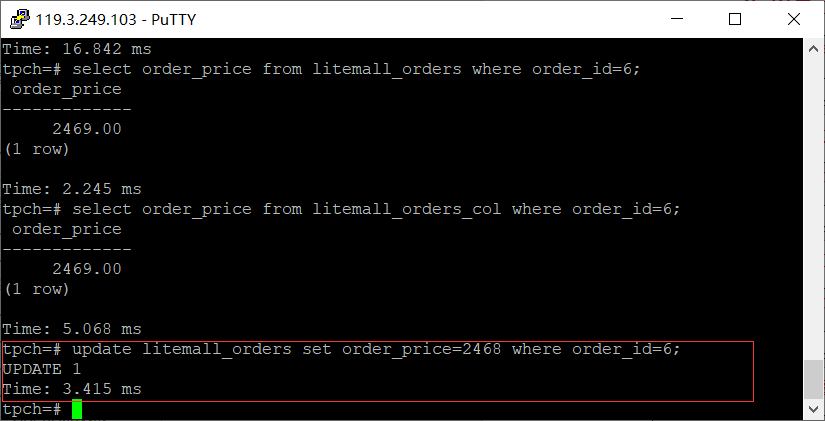 119.3.249.103 - PuTTY
Time: 16.842 ms
tpch=# select order_price from litemall_orders where order_id=6;
 order_price
-------------
     2469.00
(1 row)

Time: 2.245 ms
tpch=# select order_price from litemall_orders_col where order_id=6;
 order_price
-------------
     2469.00
(1 row)

Time: 5.068 ms
tpch=# update litemall_orders set order_price=2468 where order_id=6;
UPDATE 1
Time: 3.415 ms
tpch=#